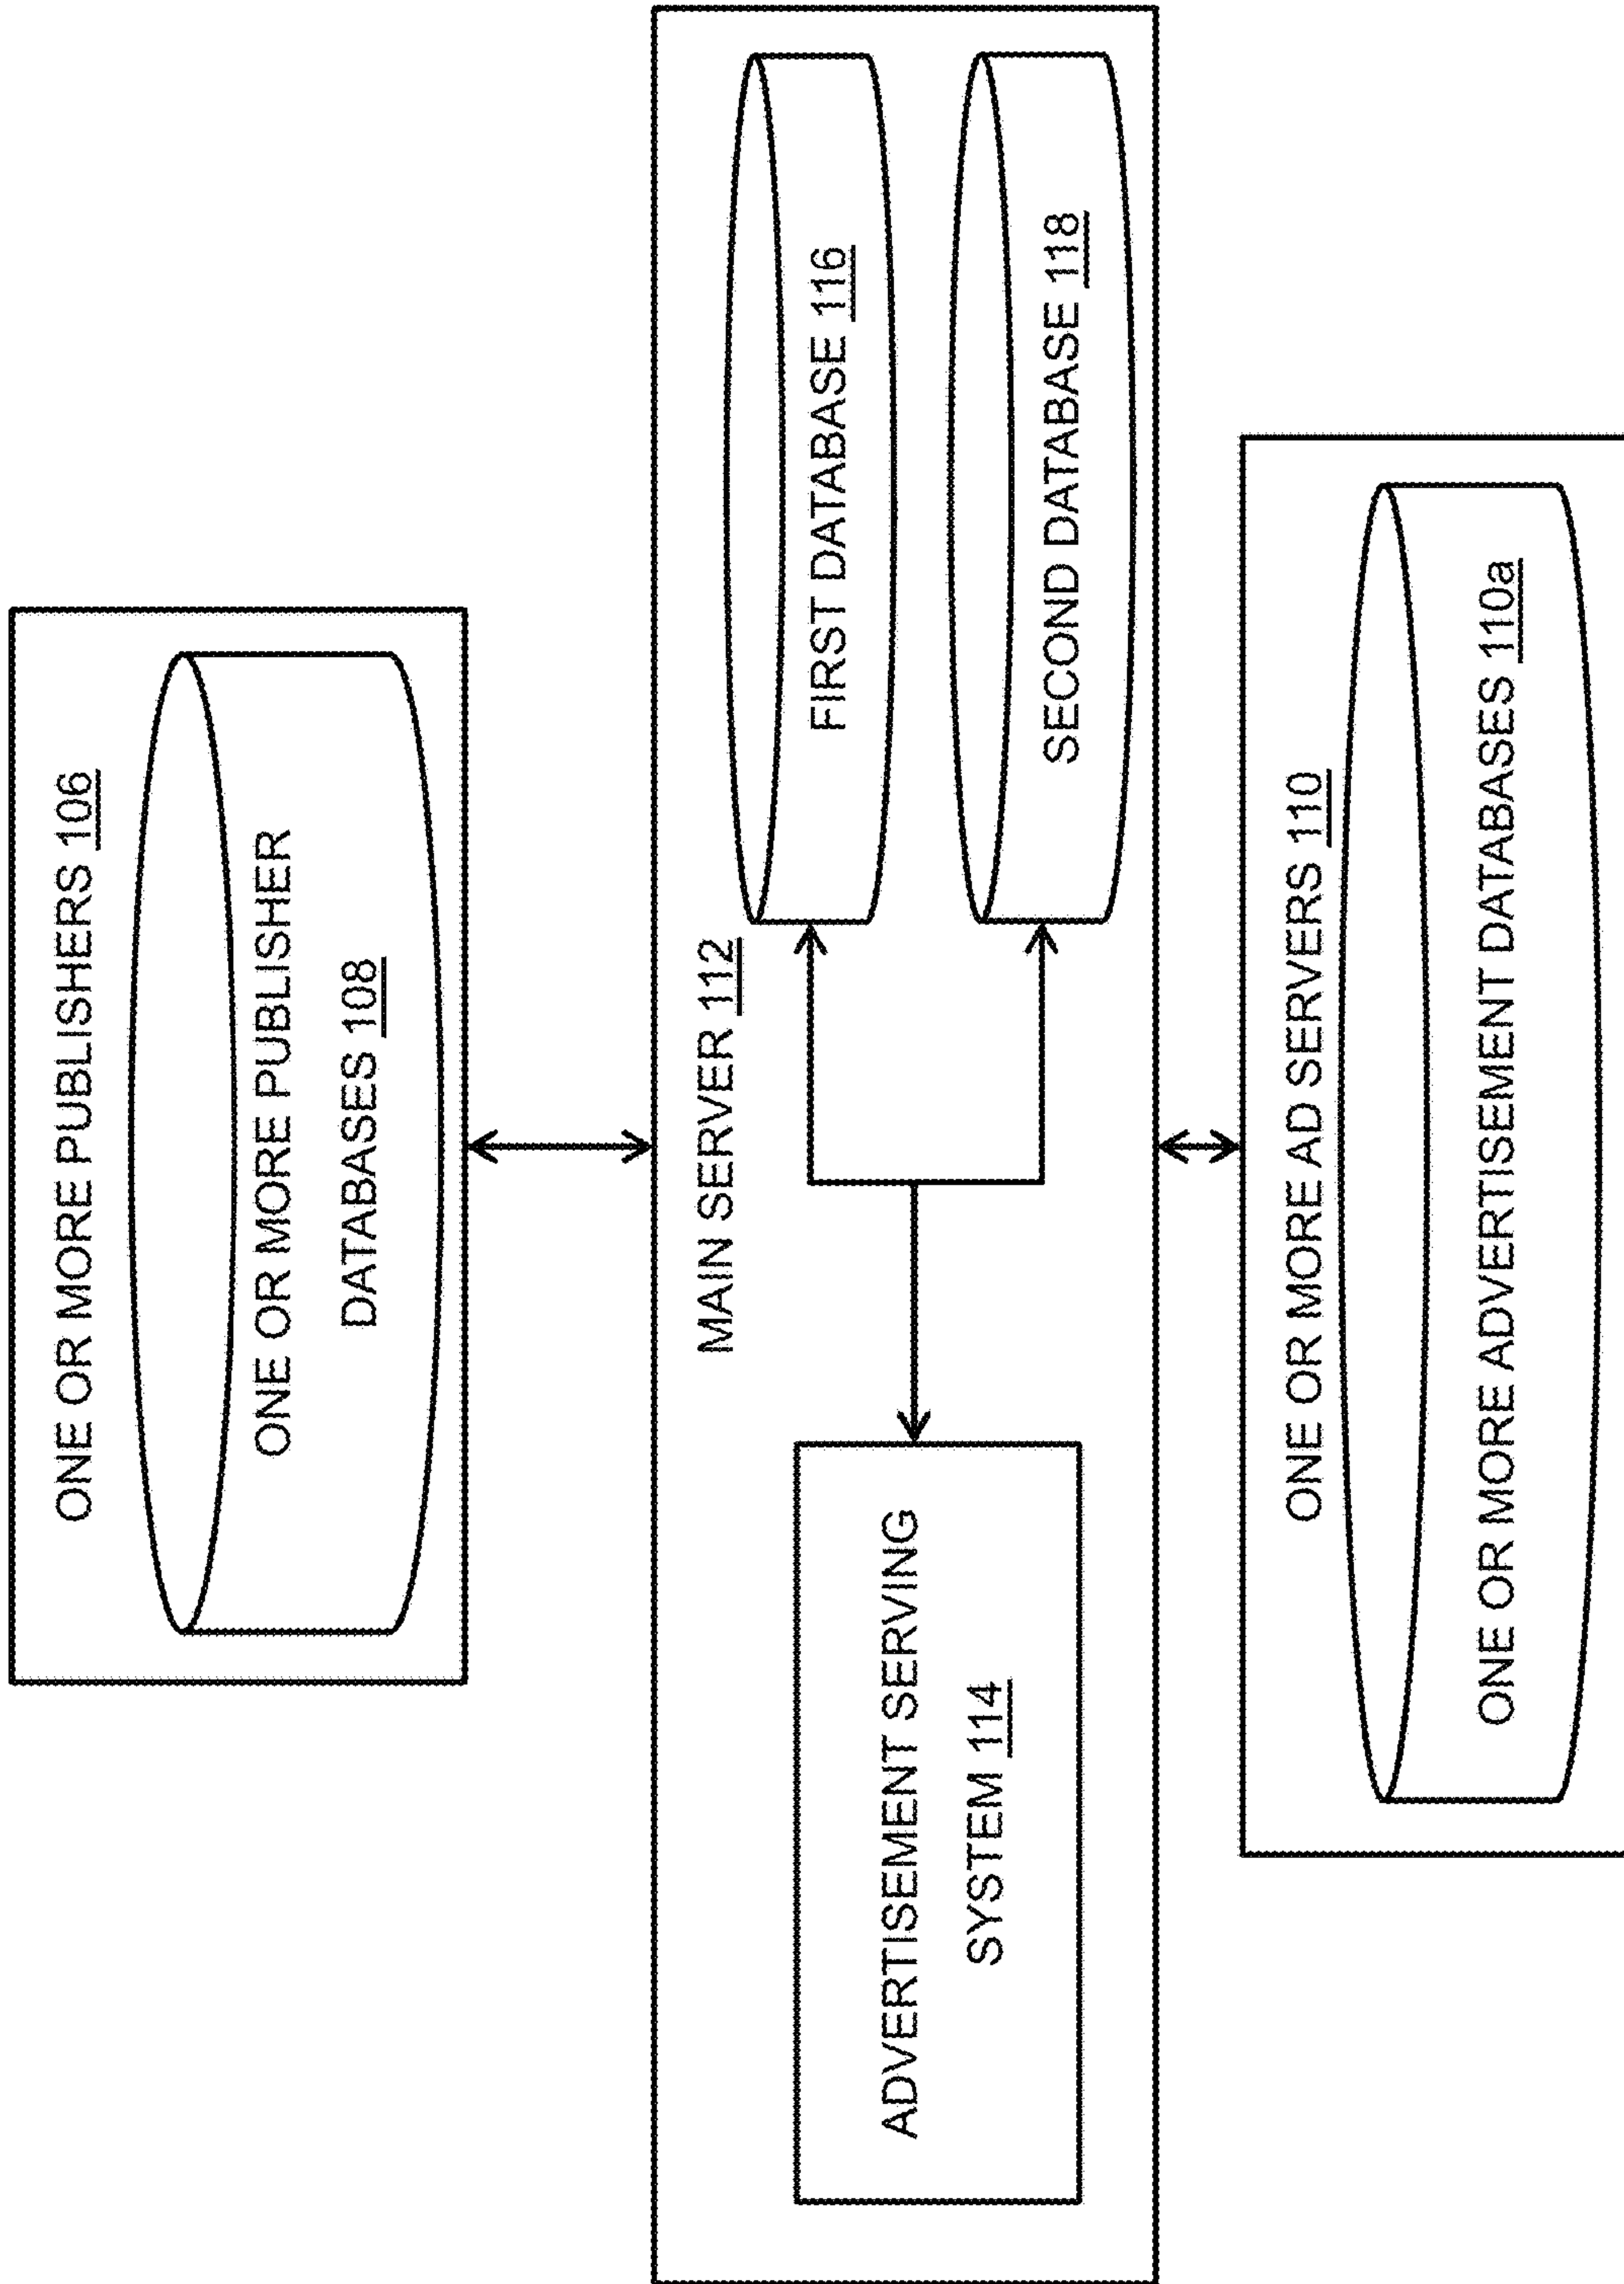 ONE OR MORE PUBLISHERS 106
ONE OR MORE PUBLISHER
DATABASES 108
MAIN SERVER 112
ADVERTISEMENT SERVING
SYSTEM 114
FIRST DATABASE 116
SECOND DATABASE 118
ONE OR MORE AD SERVERS 110
ONE OR MORE ADVERTISEMENT DATABASES 110a